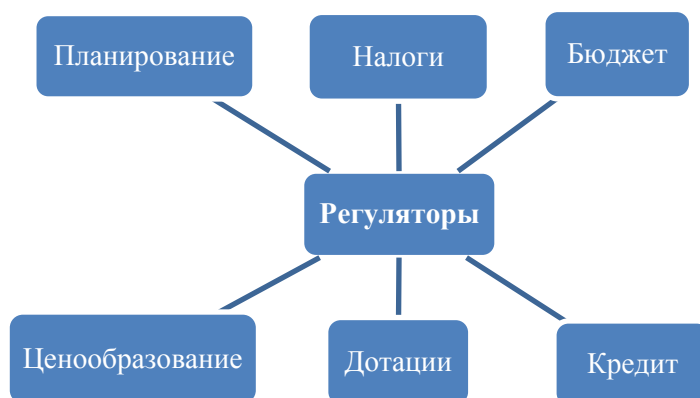 Планирование
Налоги
Бюджет
Регуляторы
Ценообразование
Дотации
Кредит